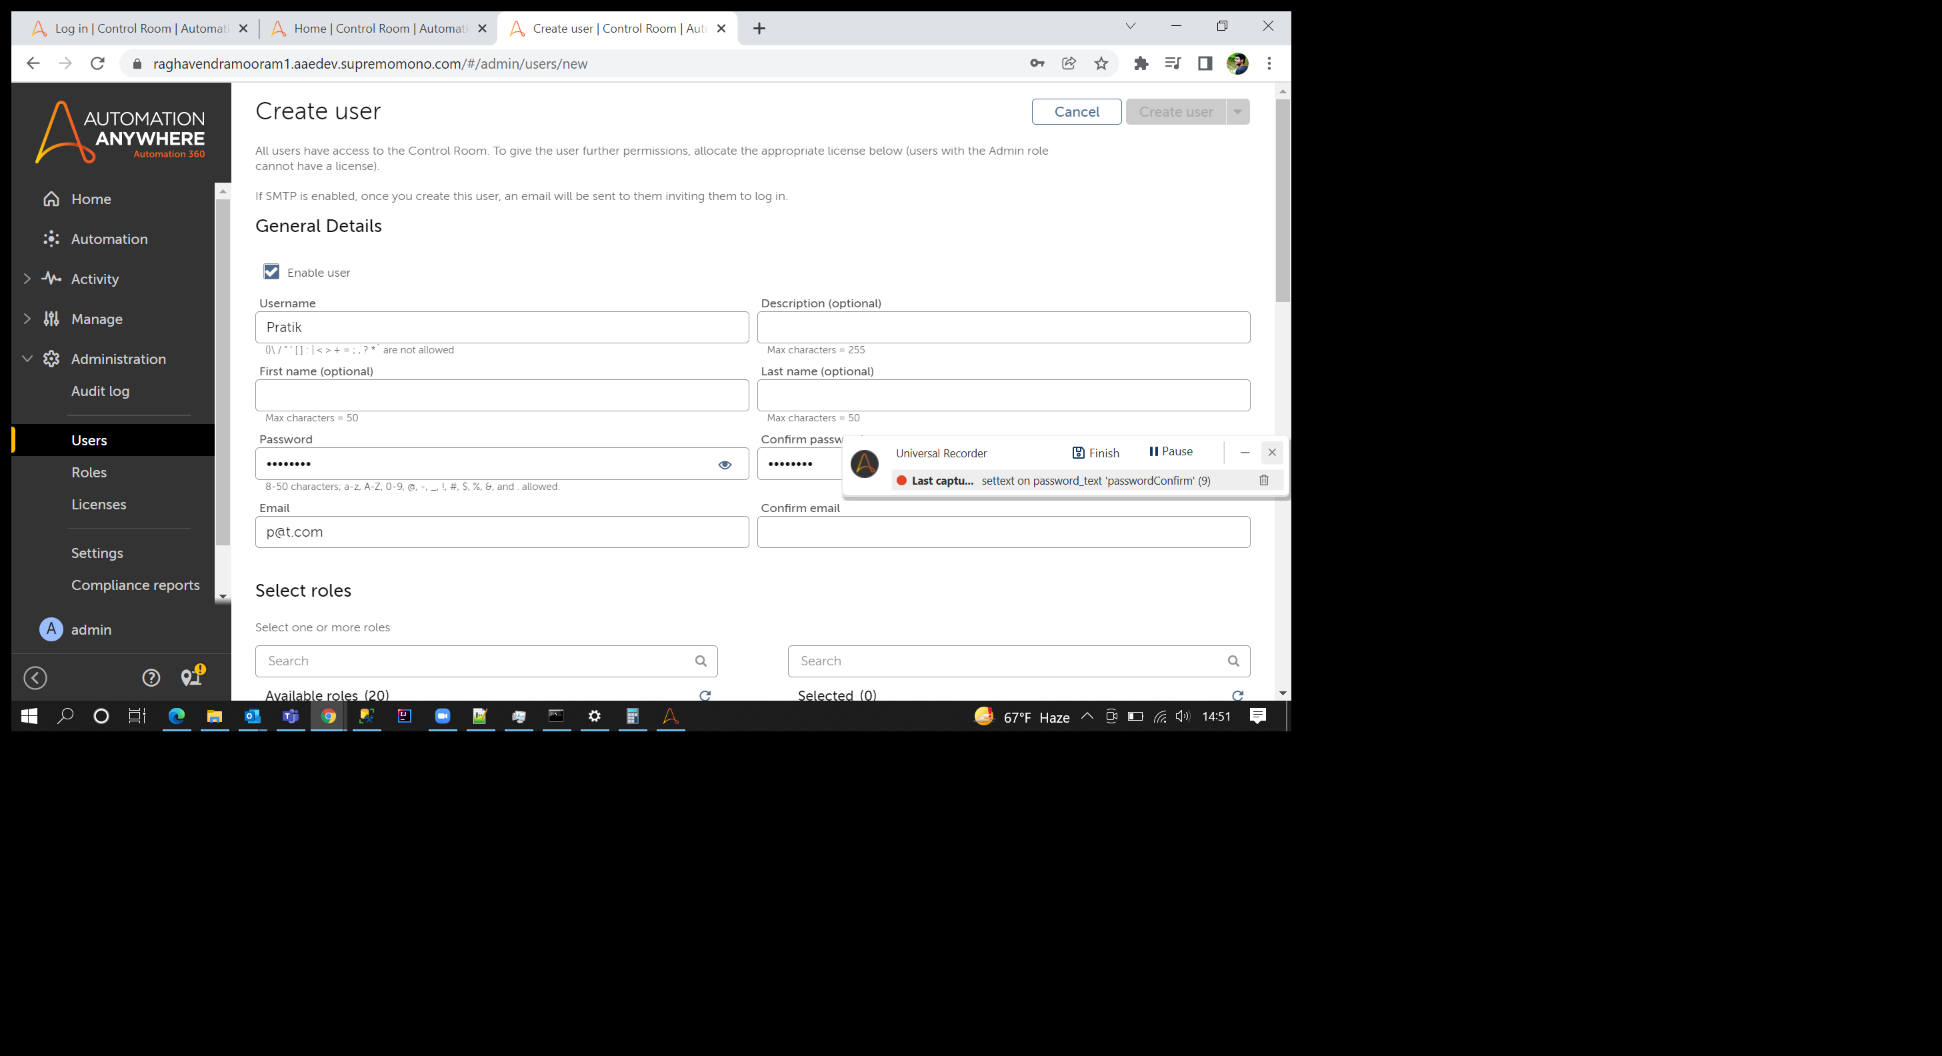 Log in | Control Room | Automati
Home | Control Room | Automati
Create user | Control Room | Aut
raghavendramooram1.aaedev.supremomono.com/#/admin/users/new
AUTOMATION
ANYWHERE
Automation 360
Home
Automation
Activity
Manage
Administration
Audit log
Users
Roles
Licenses
Settings
Compliance reports
A admin
Create user
Cancel
Create user
All users have access to the Control Room. To give the user further permissions, allocate the appropriate license below (users with the Admin role
cannot have a license).
If SMTP is enabled, once you create this user, an email will be sent to them inviting them to log in.
General Details
Enable user
Username
Description (optional)
Pratik
are not allowed
Max characters = 255
First name (optional)
Last name (optional)
Max characters = 50
Max characters = 50
Password
Confirm passw
••••••••
••••••••
8-50 characters; a-z, A-Z, 0-9, @, -, _, !, #, $, %, &, and . allowed.
Universal Recorder
Finish
Pause
Last captu... settext on password_text 'passwordConfirm' (9)
Email
Confirm email
p@t.com
Select roles
Select one or more roles
Search
Search
Available roles (20)
Selected (0)
67°F Haze
14:51